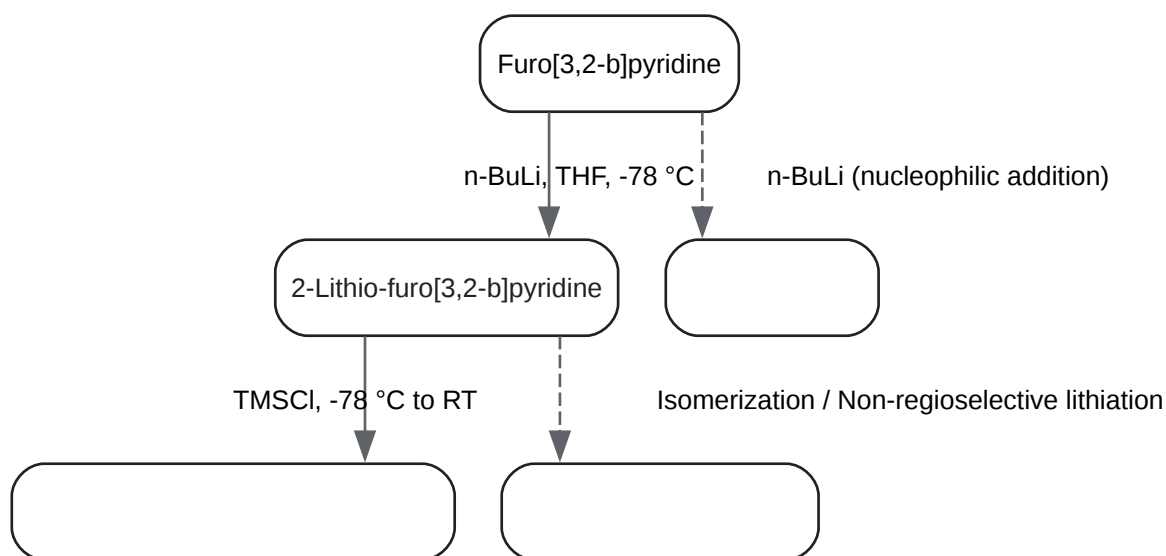 Furo[3,2-b]pyridine
n-BuLi, THF, -78 °C
n-BuLi (nucleophilic addition)
2-Lithio-furo[3,2-b]pyridine
TMSCl, -78 °C to RT
Isomerization / Non-regioselective lithiation